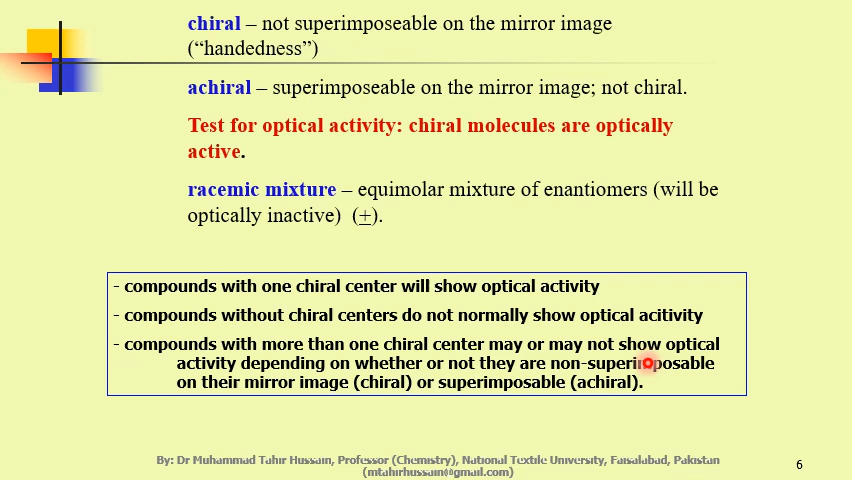 chiral – not superimposeable on the mirror image
(“handedness”)
achiral – superimposeable on the mirror image; not chiral.
Test for optical activity: chiral molecules are optically
active.
racemic mixture – equimolar mixture of enantiomers (will be
optically inactive)  (±).
- compounds with one chiral center will show optical activity
- compounds without chiral centers do not normally show optical acitivity
- compounds with more than one chiral center may or may not show optical
activity depending on whether or not they are non-superimposable
on their mirror image (chiral) or superimposable (achiral).
By: Dr Muhammad Tahir Hussain, Professor (Chemistry), National Textile University, Faisalabad, Pakistan
(mtahirhussain@gmail.com)
6